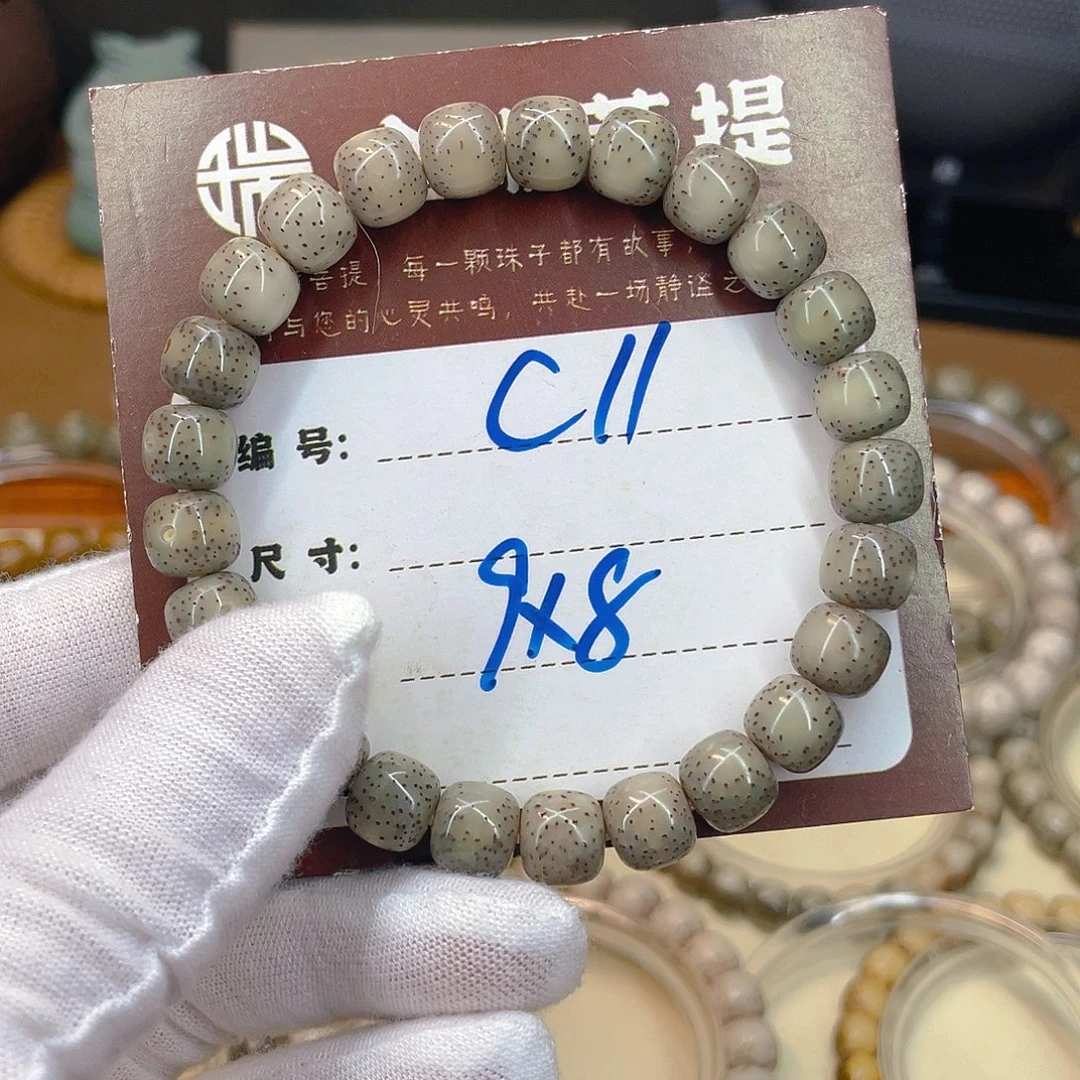 提
菩提，每一颗珠子都有故事，
与您的心灵共鸣，共赴一场静谧之
编号: C11
尺寸: 9x8